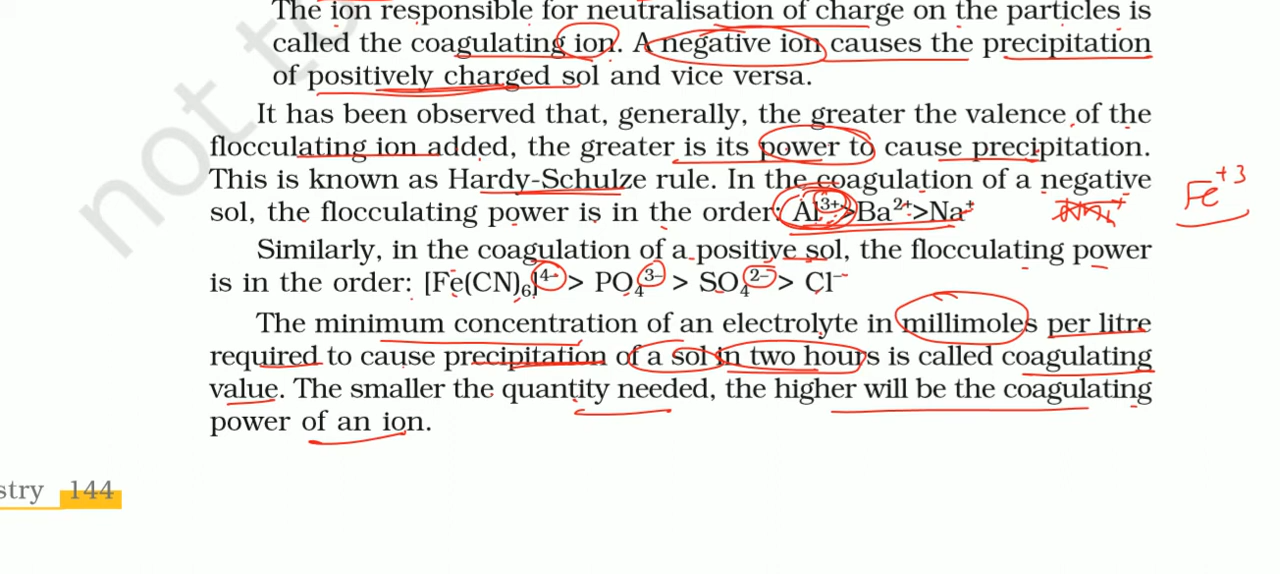 The ion responsible for neutralisation of charge on the particles is
called the coagulating ion. A negative ion causes the precipitation
of positively charged sol and vice versa.
It has been observed that, generally, the greater the valence of the
flocculating ion added, the greater is its power to cause precipitation.
This is known as Hardy-Schulze rule. In the coagulation of a negative
sol, the flocculating power is in the order: Al³⁺>Ba²⁺>Na⁺
Fe⁺³
Similarly, in the coagulation of a positive sol, the flocculating power
is in the order: [Fe(CN)₆]⁴⁻ > PO₄³⁻ > SO₄²⁻ > Cl⁻
The minimum concentration of an electrolyte in millimoles per litre
required to cause precipitation of a sol in two hours is called coagulating
value. The smaller the quantity needed, the higher will be the coagulating
power of an ion.
stry 144
not t